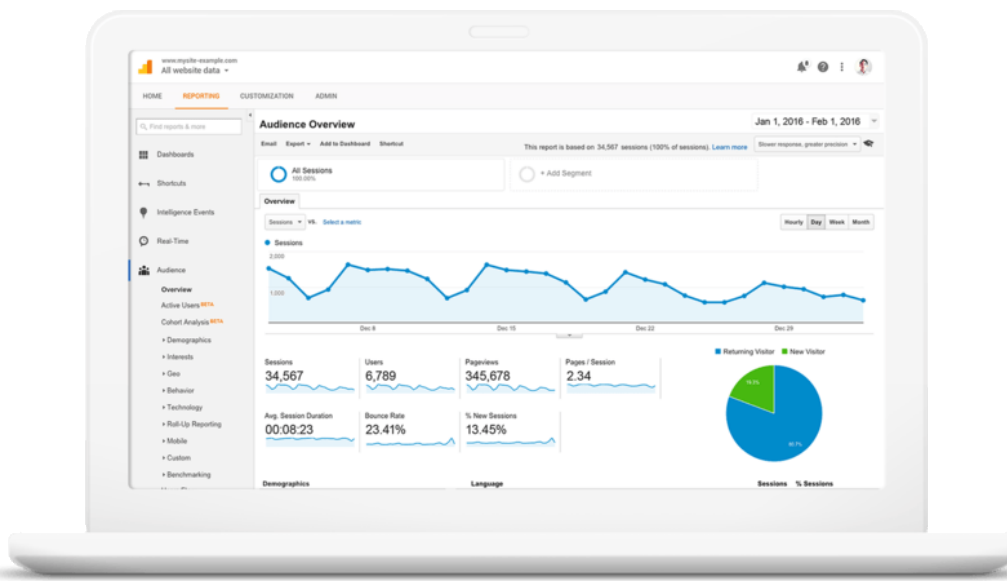 www.mysite-example.com
All website data
HOME REPORTING CUSTOMIZATION ADMIN
Find reports & more
Dashboards
Shortcuts
Intelligence Events
Real-Time
Audience
Overview
Active Users BETA
Cohort Analysis BETA
Demographics
Interests
Geo
Behavior
Technology
Roll-Up Reporting
Mobile
Custom
Benchmarking
Audience Overview
Jan 1, 2016 - Feb 1, 2016
Email Export Add to Dashboard Shortcut
This report is based on 34,567 sessions (100% of sessions). Learn more
Slower response, greater precision
All Sessions
100.00%
+ Add Segment
Overview
Sessions VS. Select a metric
Hourly Day Week Month
Sessions
2,000
1,000
Dec 8 Dec 15 Dec 22 Dec 29
Sessions
34,567
Users
6,789
Pageviews
345,678
Pages / Session
2.34
Avg. Session Duration
00:08:23
Bounce Rate
23.41%
% New Sessions
13.45%
Returning Visitor New Visitor
Demographics
Language
Sessions % Sessions